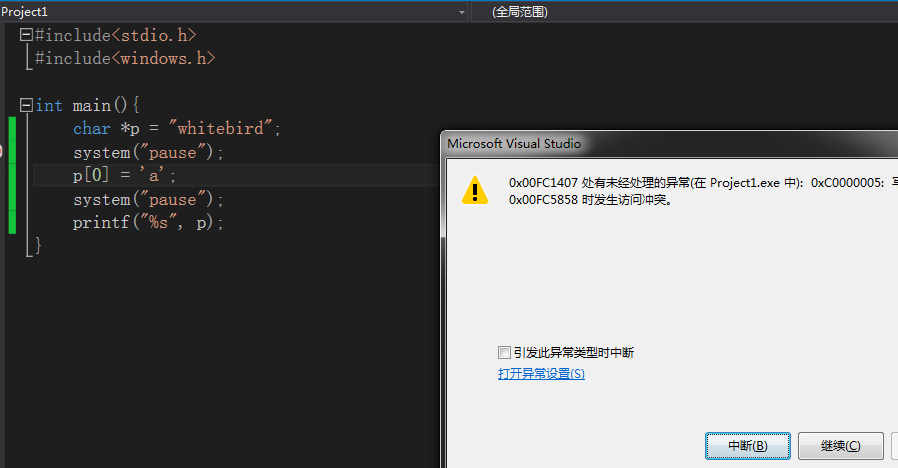 Project1
(全局范围)
#include<stdio.h>
#include<windows.h>
int main(){
char *p = "whitebird";
system("pause");
p[0] = 'a';
system("pause");
printf("%s", p);
}
Microsoft Visual Studio
0x00FC1407 处有未经处理的异常(在 Project1.exe 中): 0xC0000005:
0x00FC5858 时发生访问冲突。
引发此异常类型时中断
打开异常设置(S)
中断(B)
继续(C)